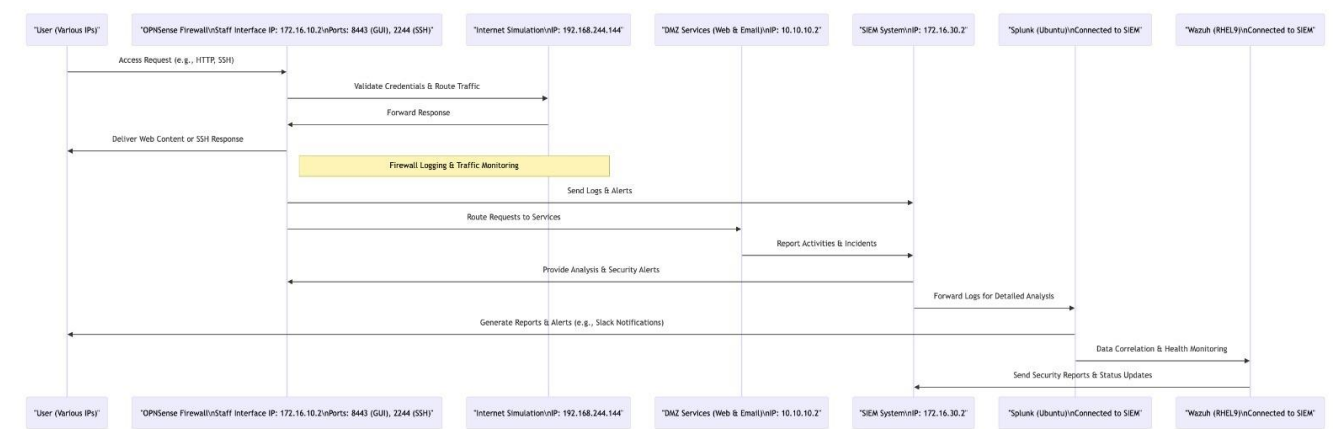 "User (Various IPs)"
"OPNSense Firewall\nStaff Interface IP: 172.16.10.2\nPorts: 8443 (GUI), 2244 (SSH)"
"Internet Simulation\nIP: 192.168.244.144"
"DMZ Services (Web & Email)\nIP: 10.10.10.2"
"SIEM System\nIP: 172.16.30.2"
"Splunk (Ubuntu)\nConnected to SIEM"
"Wazuh (RHEL9)\nConnected to SIEM"
Access Request (e.g., HTTP, SSH)
Validate Credentials & Route Traffic
Forward Response
Deliver Web Content or SSH Response
Firewall Logging & Traffic Monitoring
Send Logs & Alerts
Route Requests to Services
Report Activities & Incidents
Provide Analysis & Security Alerts
Forward Logs for Detailed Analysis
Generate Reports & Alerts (e.g., Slack Notifications)
Data Correlation & Health Monitoring
Send Security Reports & Status Updates
"User (Various IPs)"
"OPNSense Firewall\nStaff Interface IP: 172.16.10.2\nPorts: 8443 (GUI), 2244 (SSH)"
"Internet Simulation\nIP: 192.168.244.144"
"DMZ Services (Web & Email)\nIP: 10.10.10.2"
"SIEM System\nIP: 172.16.30.2"
"Splunk (Ubuntu)\nConnected to SIEM"
"Wazuh (RHEL9)\nConnected to SIEM"